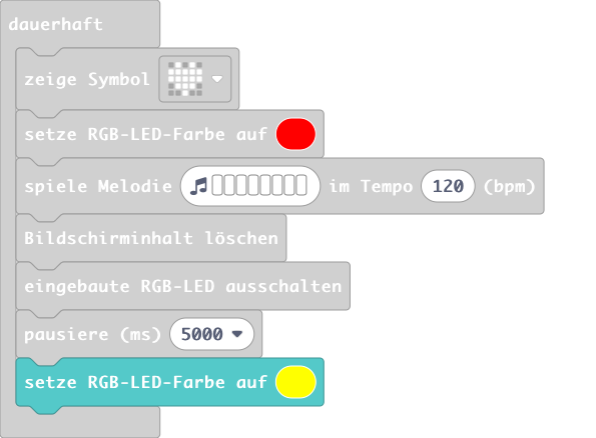 dauerhaft
zeige Symbol
setze RGB-LED-Farbe auf
spiele Melodie im Tempo 120 (bpm)
Bildschirminhalt löschen
eingebaute RGB-LED ausschalten
pausiere (ms) 5000
setze RGB-LED-Farbe auf